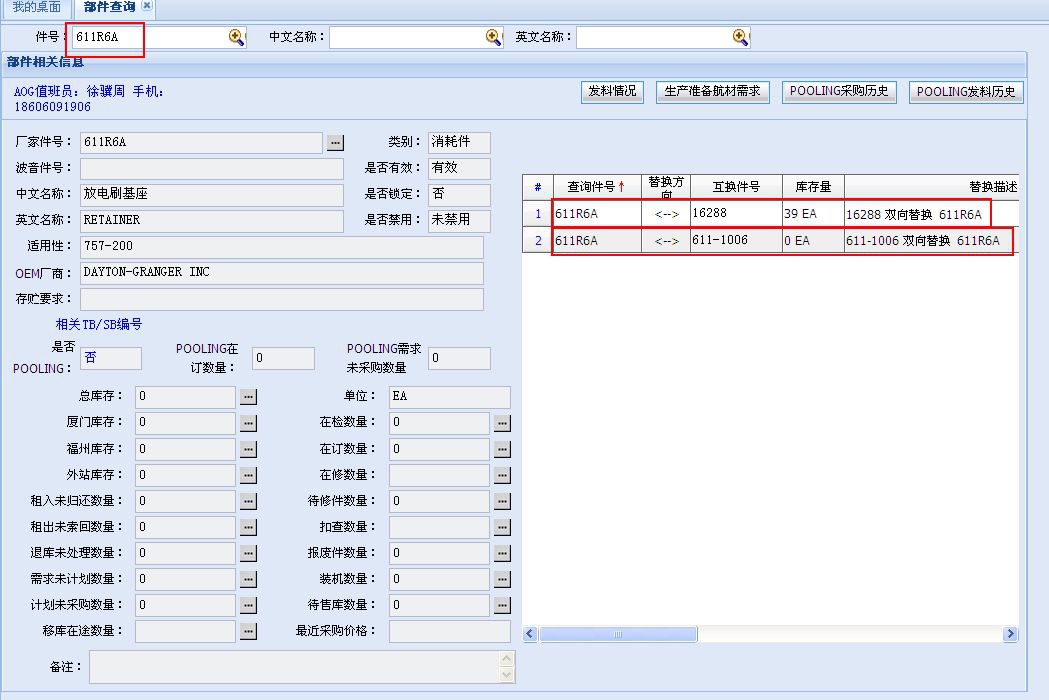 我的桌面 部件查询
件号: 611R6A 中文名称: 英文名称:
部件相关信息
AOG值班员: 徐骥周 手机:
18606091906
发料情况 生产准备航材需求 POOLING采购历史 POOLING发料历史
厂家件号: 611R6A ... 类别: 消耗件
波音件号: 是否有效: 有效
中文名称: 放电刷基座 是否锁定: 否
英文名称: RETAINER 是否禁用: 未禁用
适用性: 757-200
OEM厂商: DAYTON-GRANGER INC
存贮要求:
相关TB/SB编号
是否POOLING: 否 POOLING在订数量: 0 POOLING需求未采购数量 0
总库存: 0 ... 单位: EA
厦门库存: 0 ... 在检数量: 0 ...
福州库存: 0 ... 在订数量: 0 ...
外站库存: 0 ... 在修数量: ...
租入未归还数量: 0 ... 待修件数量: 0 ...
租出未索回数量: 0 ... 扣查数量: ...
退库未处理数量: 0 ... 报废件数量: 0 ...
需求未计划数量: 0 ... 装机数量: 0 ...
计划未采购数量: 0 ... 待售库数量: 0 ...
移库在途数量: ... 最近采购价格:
备注:
# 查询件号↑ 替换方向 互换件号 库存量 替换描述
1 611R6A <--> 16288 39 EA 16288 双向替换 611R6A
2 611R6A <--> 611-1006 0 EA 611-1006 双向替换 611R6A